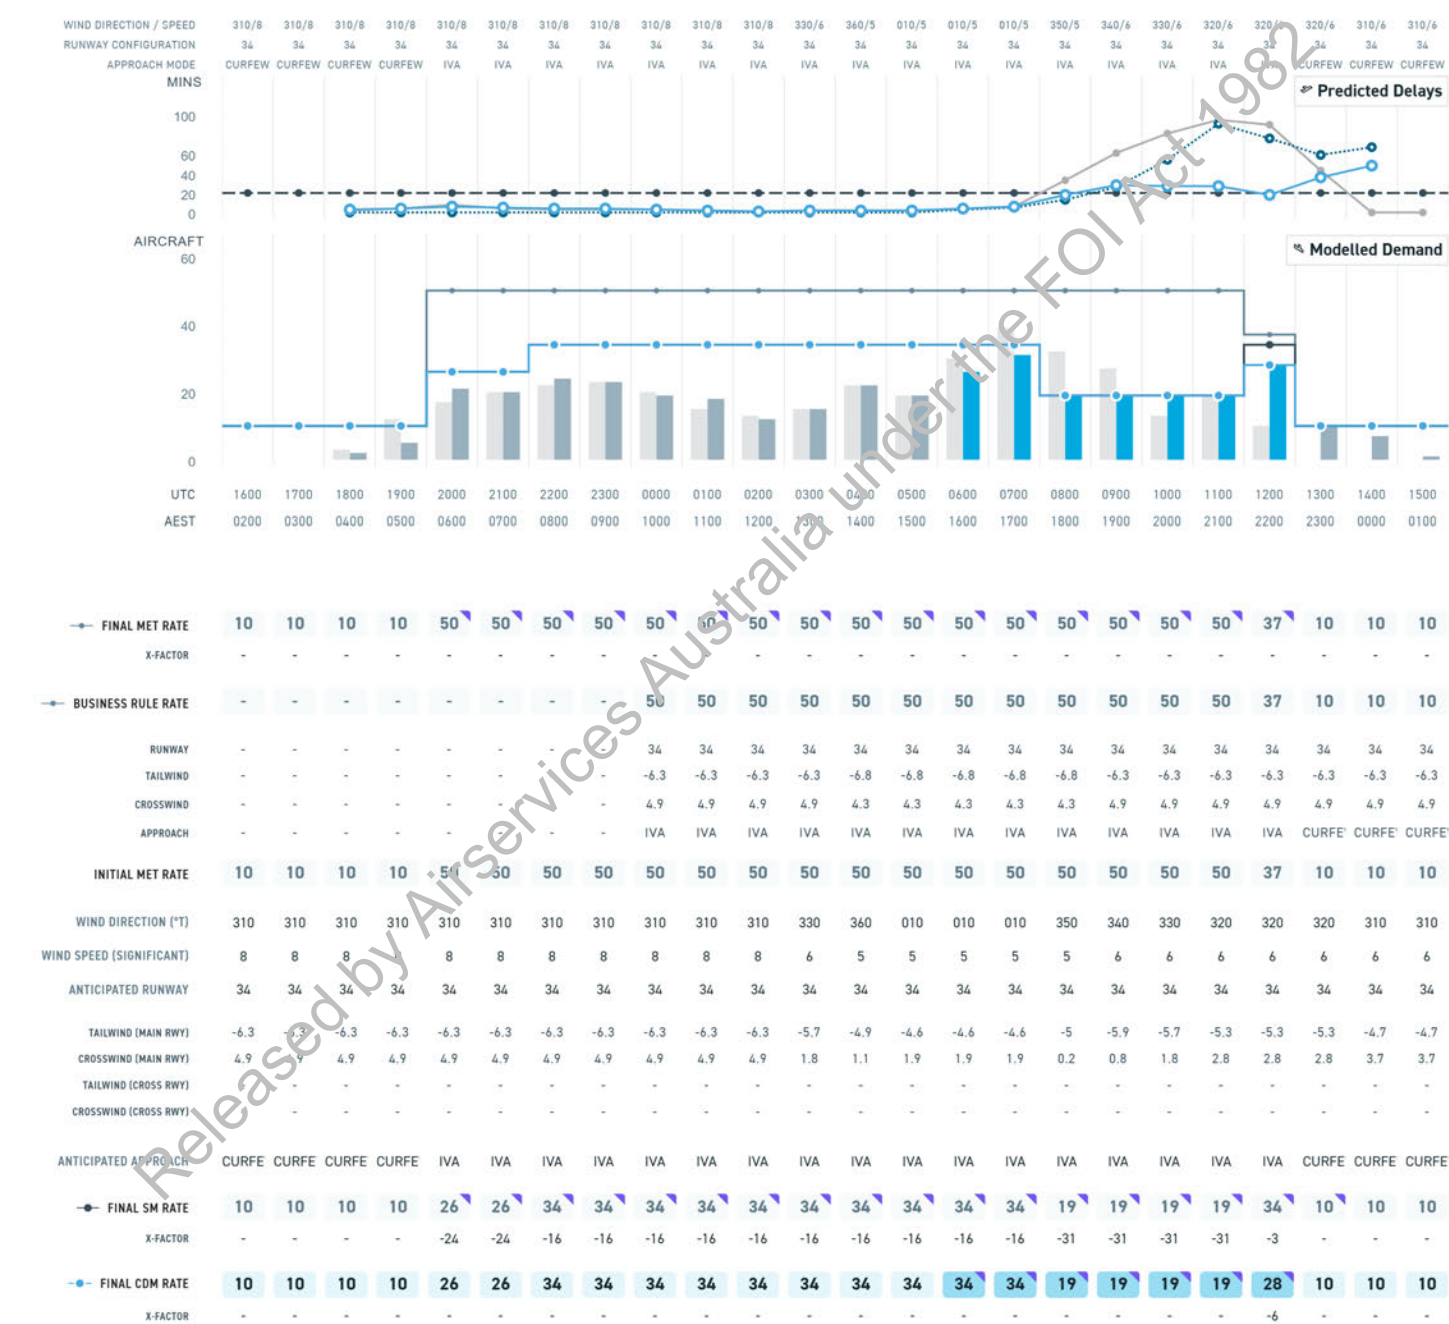 WIND DIRECTION / SPEED 310/8 310/8 310/8 310/8 310/8 310/8 310/8 310/8 310/8 310/8 310/8 330/6 360/5 010/5 010/5 010/5 350/5 340/6 330/6 320/6 320/6 320/6 310/6 310/6
RUNWAY CONFIGURATION 34 34 34 34 34 34 34 34 34 34 34 34 34 34 34 34 34 34 34 34 34 34 34 34
APPROACH MODE CURFEW CURFEW CURFEW CURFEW IVA IVA IVA IVA IVA IVA IVA IVA IVA IVA IVA IVA IVA IVA IVA IVA IVA CURFEW CURFEW CURFEW
MINS
Predicted Delays
100
60
40
20
0
AIRCRAFT
Modelled Demand
60
40
20
0
UTC 1600 1700 1800 1900 2000 2100 2200 2300 0000 0100 0200 0300 0400 0500 0600 0700 0800 0900 1000 1100 1200 1300 1400 1500
AEST 0200 0300 0400 0500 0600 0700 0800 0900 1000 1100 1200 1300 1400 1500 1600 1700 1800 1900 2000 2100 2200 2300 0000 0100
FINAL MET RATE 10 10 10 10 50 50 50 50 50 50 50 50 50 50 50 50 50 50 50 50 37 10 10 10
X-FACTOR - - - - - - - - - - - - - - - - - - - - - - -
BUSINESS RULE RATE - - - - - - - - 50 50 50 50 50 50 50 50 50 50 50 50 37 10 10 10
RUNWAY - - - - - - - - 34 34 34 34 34 34 34 34 34 34 34 34 34 34 34 34
TAILWIND - - - - - - - - -6.3 -6.3 -6.3 -6.3 -6.8 -6.8 -6.8 -6.8 -6.8 -6.3 -6.3 -6.3 -6.3 -6.3 -6.3 -6.3
CROSSWIND - - - - - - - - 4.9 4.9 4.9 4.9 4.3 4.3 4.3 4.3 4.3 4.9 4.9 4.9 4.9 4.9 4.9 4.9
APPROACH - - - - - - - - IVA IVA IVA IVA IVA IVA IVA IVA IVA IVA IVA IVA IVA CURFE CURFE CURFE
INITIAL MET RATE 10 10 10 10 50 50 50 50 50 50 50 50 50 50 50 50 50 50 50 50 37 10 10 10
WIND DIRECTION (°T) 310 310 310 310 310 310 310 310 310 310 310 330 360 010 010 010 350 340 330 320 320 320 310 310
WIND SPEED (SIGNIFICANT) 8 8 8 8 8 8 8 8 8 8 6 5 5 5 5 5 6 6 6 6 6 6 6
ANTICIPATED RUNWAY 34 34 34 34 34 34 34 34 34 34 34 34 34 34 34 34 34 34 34 34 34 34 34 34
TAILWIND (MAIN RWY) -6.3 -6.3 -6.3 -6.3 -6.3 -6.3 -6.3 -6.3 -6.3 -6.3 -6.3 -5.7 -4.9 -4.6 -4.6 -4.6 -5 -5.9 -5.7 -5.3 -5.3 -5.3 -4.7 -4.7
CROSSWIND (MAIN RWY) 4.9 4.9 4.9 4.9 4.9 4.9 4.9 4.9 4.9 4.9 1.8 1.1 1.9 1.9 1.9 0.2 0.8 1.8 2.8 2.8 2.8 3.7 3.7
TAILWIND (CROSS RWY) - - - - - - - - - - - - - - - - - - - - - - - -
CROSSWIND (CROSS RWY) - - - - - - - - - - - - - - - - - - - - - - -
ANTICIPATED APPROACH CURFE CURFE CURFE CURFE IVA IVA IVA IVA IVA IVA IVA IVA IVA IVA IVA IVA IVA IVA IVA IVA IVA CURFE CURFE CURFE
FINAL SM RATE 10 10 10 10 26 26 34 34 34 34 34 34 34 34 34 34 19 19 19 19 34 10 10 10
X-FACTOR - - - - -24 -24 -16 -16 -16 -16 -16 -16 -16 -16 -16 -16 -31 -31 -31 -31 -3 - - -
FINAL CDM RATE 10 10 10 10 26 26 34 34 34 34 34 34 34 34 34 34 19 19 19 19 28 10 10 10
X-FACTOR - - - - - - - - - - - - - - - - - - - - -6 - - -
Released by Airservices Australia under the FOI Act 1982